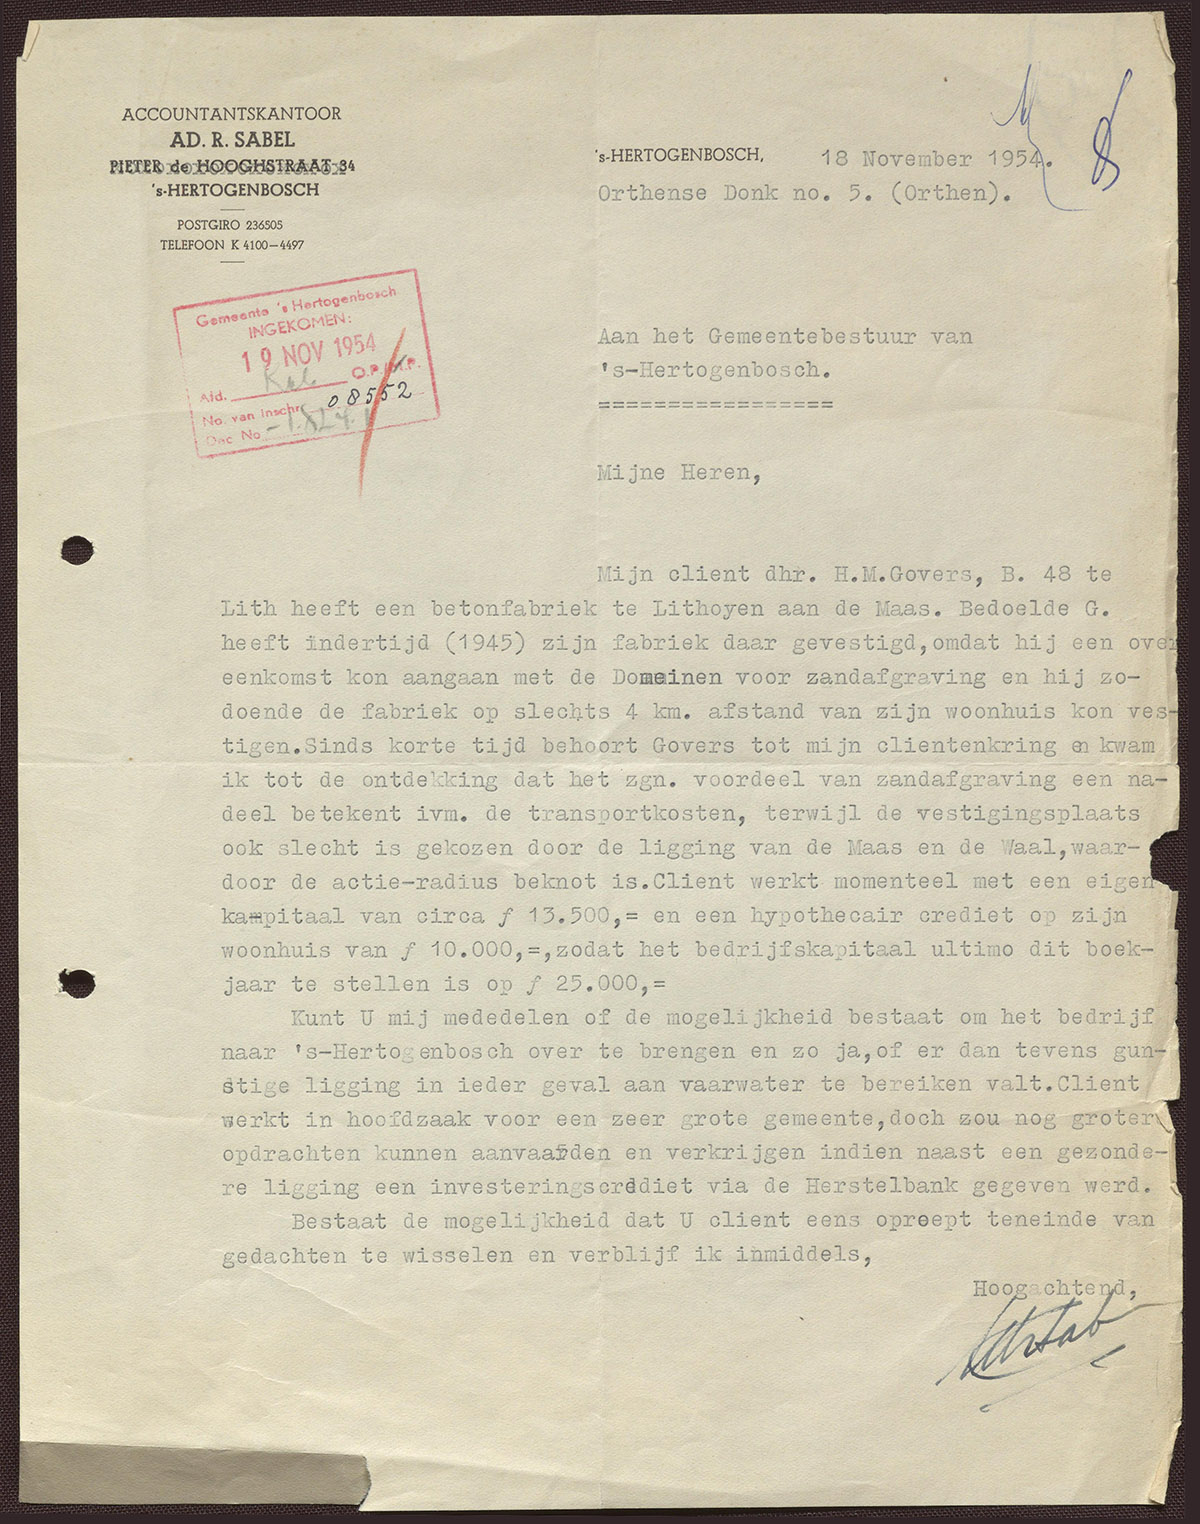 ACCOUNTANTSKANTOOR
AD. R. SABEL
PIETER de HOOGHSTRAAT 34
's-HERTOGENBOSCH
POSTGIRO 236505
TELEFOON K 4100—4497
's-HERTOGENBOSCH, 18 November 1954.
Orthense Donk no. 5. (Orthen).
Gemeente 's Hertogenbosch
INGEKOMEN:
19 NOV 1954
Afd. Kab O.P./
No. van Inschr. 08552
Doc No
Aan het Gemeentebestuur van
's-Hertogenbosch.
=================
Mijne Heren,
Mijn client dhr. H.M.Govers, B. 48 te
Lith heeft een betonfabriek te Lithoyen aan de Maas. Bedoelde G.
heeft indertijd (1945) zijn fabriek daar gevestigd,omdat hij een over
eenkomst kon aangaan met de Domeinen voor zandafgraving en hij zo-
doende de fabriek op slechts 4 km. afstand van zijn woonhuis kon ves-
tigen.Sinds korte tijd behoort Govers tot mijn clientenkring en kwam
ik tot de ontdekking dat het zgn. voordeel van zandafgraving een na-
deel betekent ivm. de transportkosten, terwijl de vestigingsplaats
ook slecht is gekozen door de ligging van de Maas en de Waal,waar-
door de actie-radius beknot is.Client werkt momenteel met een eigen
kampitaal van circa ƒ 13.500,= en een hypothecair crediet op zijn
woonhuis van ƒ 10.000,=,zodat het bedrijfskapitaal ultimo dit boek-
jaar te stellen is op ƒ 25.000,=
Kunt U mij mededelen of de mogelijkheid bestaat om het bedrijf
naar 's-Hertogenbosch over te brengen en zo ja,of er dan tevens gun-
stige ligging in ieder geval aan vaarwater te bereiken valt.Client
werkt in hoofdzaak voor een zeer grote gemeente,doch zou nog groter
opdrachten kunnen aanvaarden en verkrijgen indien naast een gezonde-
re ligging een investeringscrediet via de Herstelbank gegeven werd.
Bestaat de mogelijkheid dat U client eens oproept teneinde van
gedachten te wisselen en verblijf ik inmiddels,
Hoogachtend,